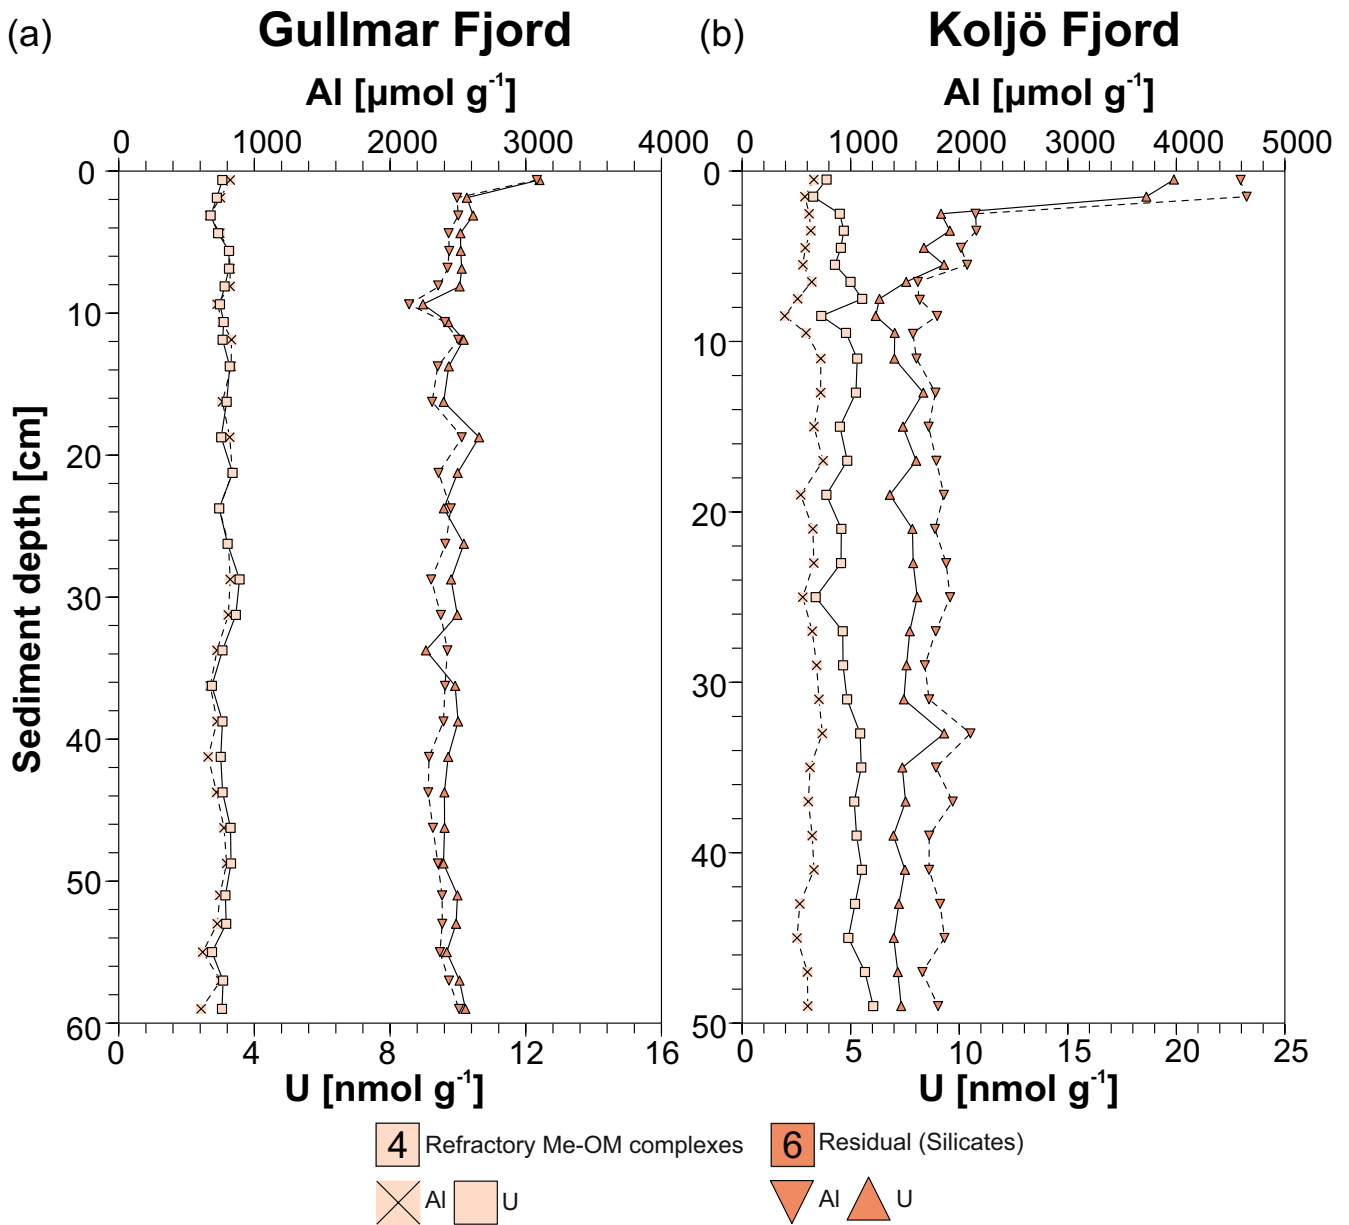 (a) Gullmar Fjord
(b) Koljö Fjord
Al [µmol g-1]
Al [µmol g-1]
0 1000 2000 3000 4000
0 1000 2000 3000 4000 5000
0
10
20
30
40
50
60
0
10
20
30
40
50
Sediment depth [cm]
0 4 8 12 16
0 5 10 15 20 25
U [nmol g-1]
U [nmol g-1]
4 Refractory Me-OM complexes
6 Residual (Silicates)
Al U
Al U